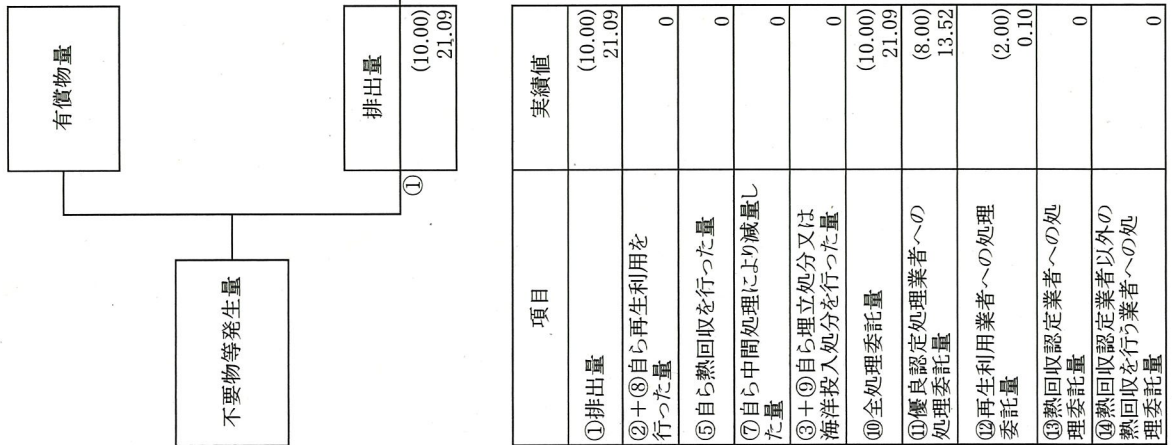 有償物量
不要物等発生量
排出量
①
(10.00)
21.09
項目
実績値
①排出量
(10.00)
21.09
②+⑧自ら再生利用を
行った量
0
⑤自ら熱回収を行った量
0
⑦自ら中間処理により減量し
た量
0
③+⑨自ら埋立処分又は
海洋投入処分を行った量
0
⑩全処理委託量
(10.00)
21.09
⑪優良認定処理業者への
処理委託量
(8.00)
13.52
⑫再生利用業者への処理
委託量
(2.00)
0.10
⑬熱回収認定業者への処
理委託量
0
⑭熱回収認定業者以外の
熱回収を行う業者への処
理委託量
0